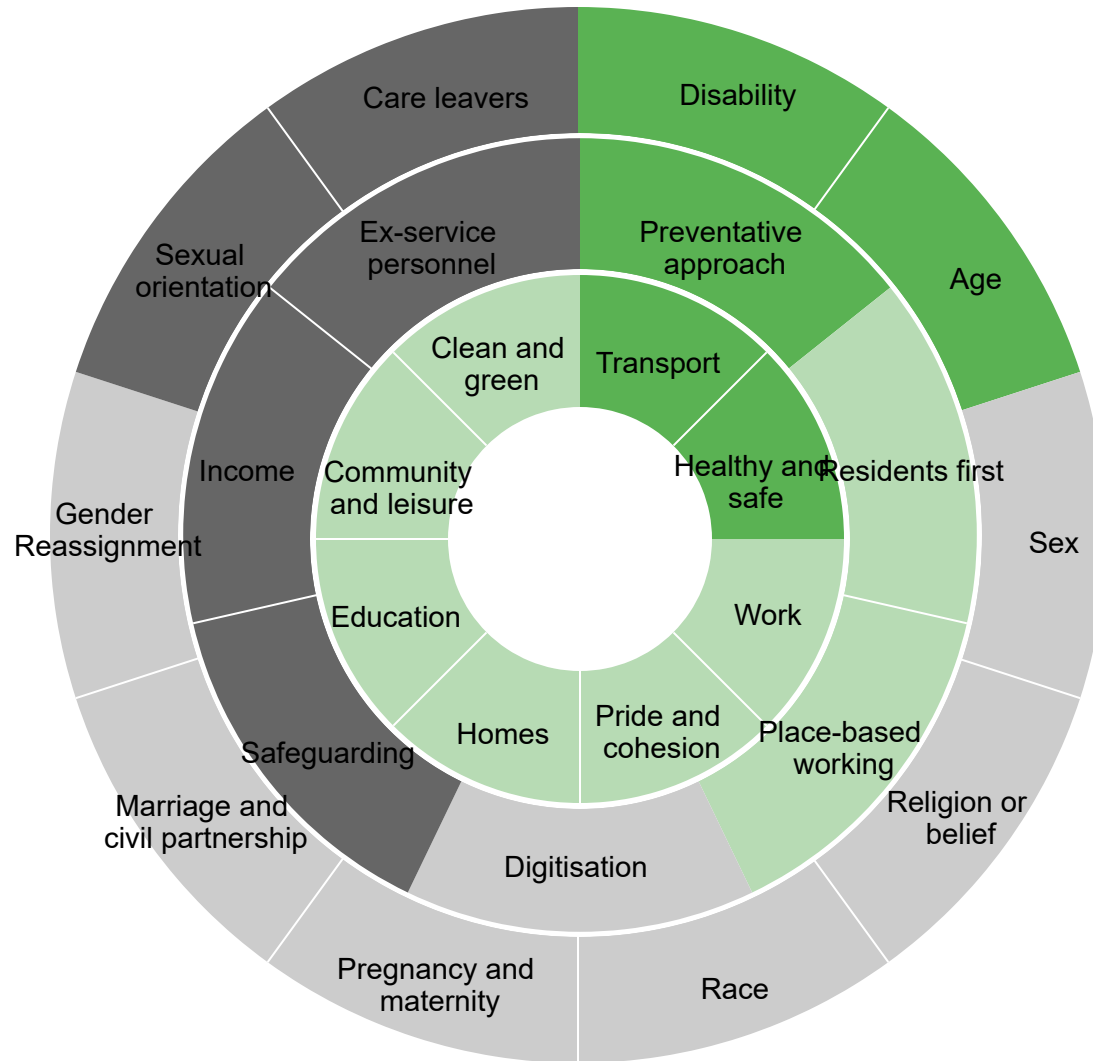 Care leavers
Disability
Age
Sex
Religion or
belief
Race
Pregnancy and
maternity
Marriage and
civil partnership
Gender
Reassignment
Sexual
orientation
Ex-service
personnel
Preventative
approach
Residents first
Place-based
working
Digitisation
Safeguarding
Income
Clean and
green
Transport
Healthy and
safe
Work
Pride and
cohesion
Homes
Education
Community
and leisure